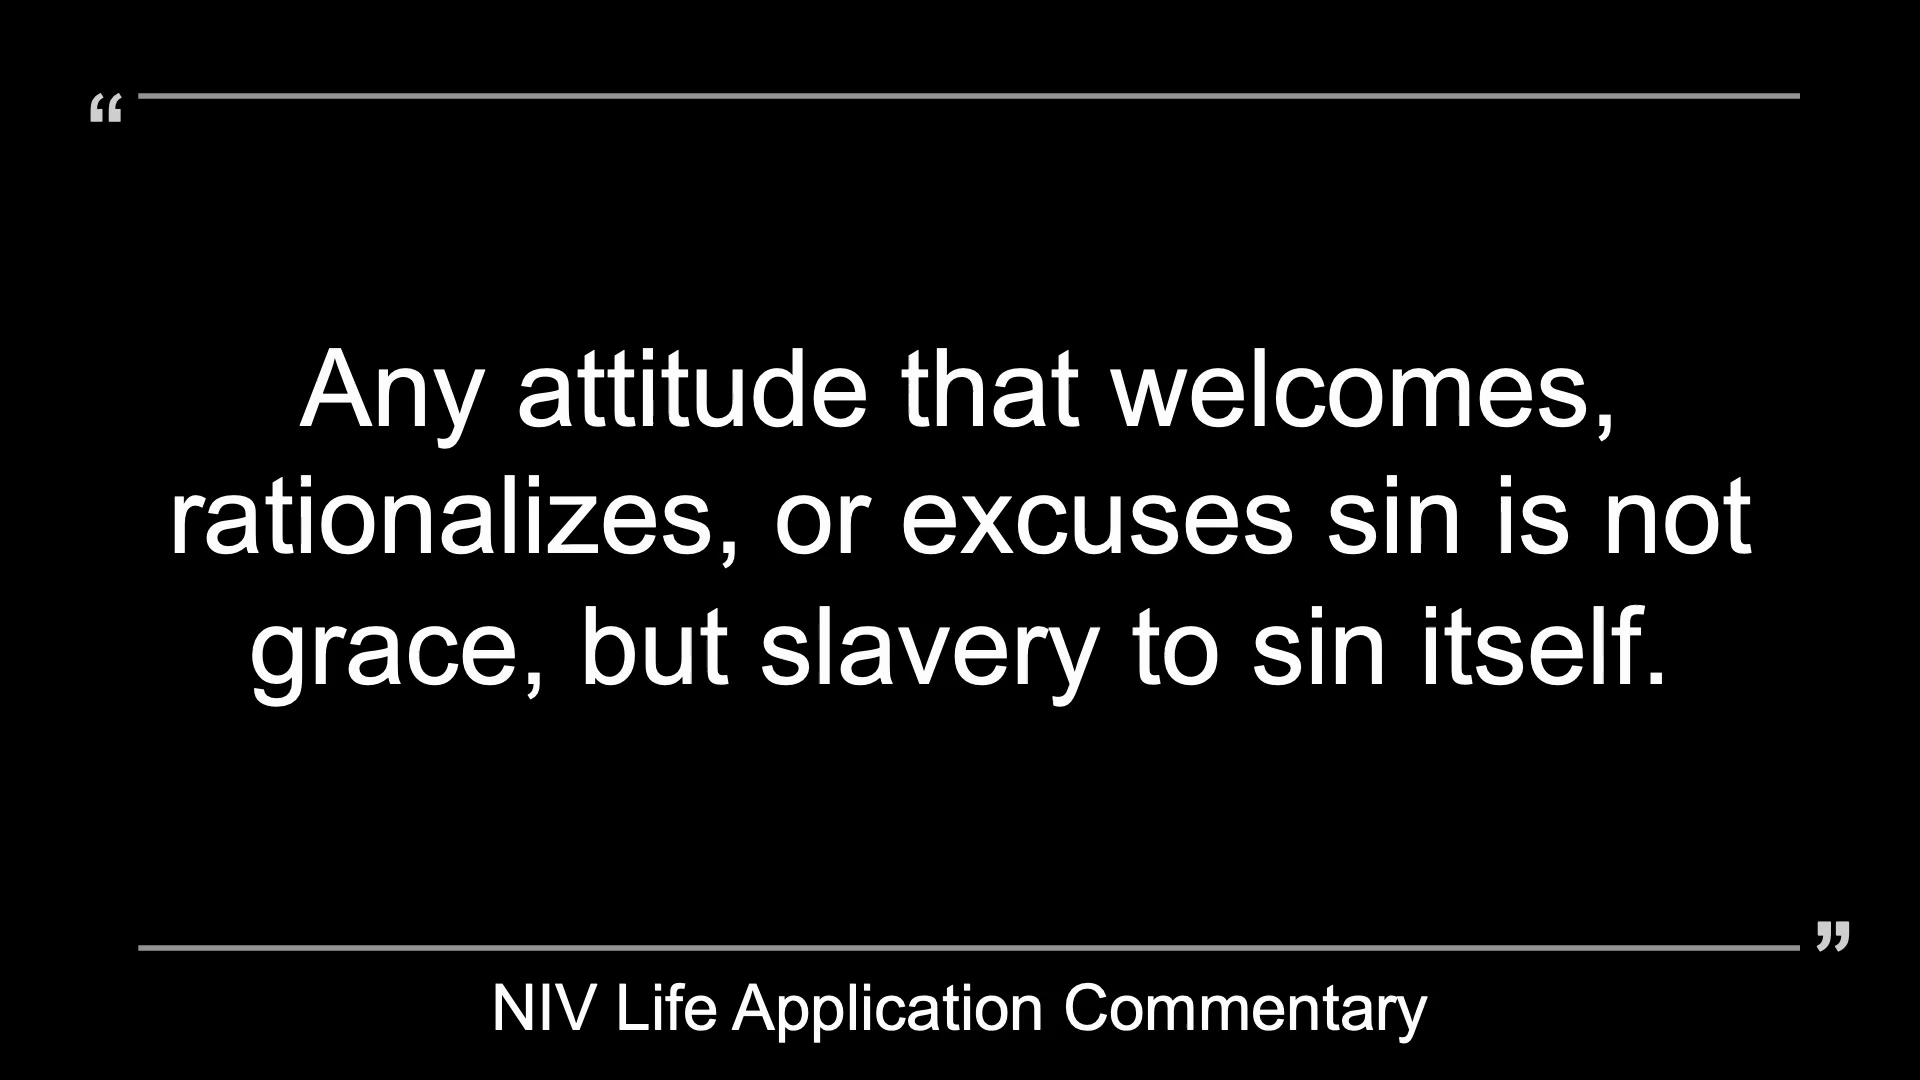 “
Any attitude that welcomes,
rationalizes, or excuses sin is not
grace, but slavery to sin itself.
”
NIV Life Application Commentary